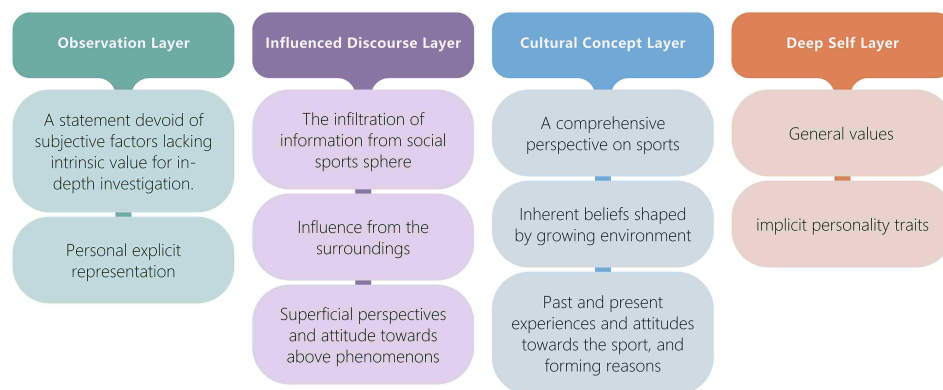 Observation Layer
A statement devoid of
subjective factors lacking
intrinsic value for in-
depth investigation.
Personal explicit
representation
Influenced Discourse Layer
The infiltration of
information from social
sports sphere
Influence from the
surroundings
Superficial perspectives
and attitude towards
above phenomenons
Cultural Concept Layer
A comprehensive
perspective on sports
Inherent beliefs shaped
by growing environment
Past and present
experiences and attitudes
towards the sport, and
forming reasons
Deep Self Layer
General values
implicit personality traits